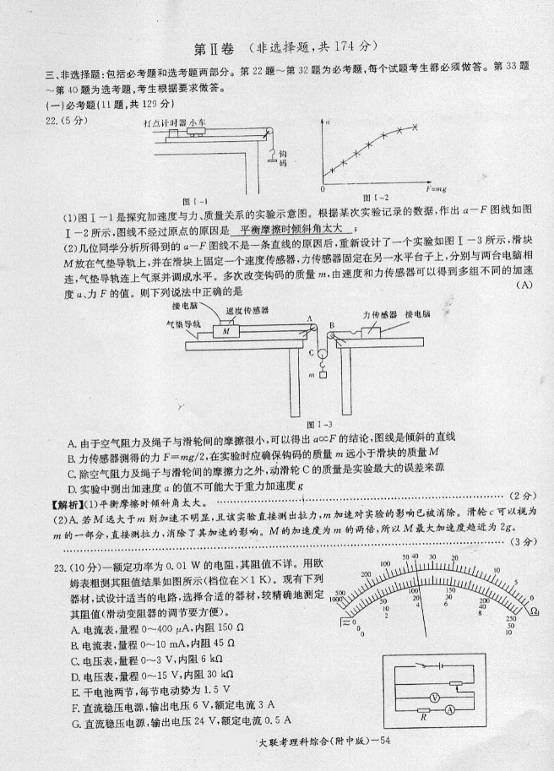 第Ⅱ卷 (非选择题,共 174 分)
三、非选择题:包括必考题和选考题两部分。第 22 题~第 32 题为必考题,每个试题考生都必须做答。第 33 题
~第 40 题为选考题,考生根据要求做答。
(一)必考题(11 题,共 129 分)
22.(5 分)
打点计时器 小车
钩
码
a
0
F=mg
图 Ⅰ-1
图 Ⅰ-2
(1)图 Ⅰ-1 是探究加速度与力、质量关系的实验示意图。根据某次实验记录的数据,作出 a-F 图线如图
Ⅰ-2 所示,图线不经过原点的原因是 平衡摩擦时倾斜角太大 ;
(2)几位同学分析所得到的 a-F 图线不是一条直线的原因后,重新设计了一个实验如图 Ⅰ-3 所示,滑块
M 放在气垫导轨上,并在滑块上固定一个速度传感器,力传感器固定在另一水平台子上,分别与两台电脑相
连,气垫导轨连上气泵并调成水平。多次改变钩码的质量 m,由速度和力传感器可以得到多组不同的加速
度 a、力 F 的值。则下列说法中正确的是 (A)
接电脑
速度传感器
气垫导轨
M
A
B
力传感器 接电脑
C
m
图 Ⅰ-3
A. 由于空气阻力及绳子与滑轮间的摩擦很小,可以得出 a∝F 的结论,图线是倾斜的直线
B. 力传感器测得的力 F=mg/2,在实验时应确保钩码的质量 m 远小于滑块的质量 M
C. 除空气阻力及绳子与滑轮间的摩擦力之外,动滑轮 C 的质量是实验最大的误差来源
D. 实验中测出加速度 a 的值不可能大于重力加速度 g
【解析】(1)平衡摩擦时倾斜角太大。 (2 分)
(2)A. 若 M 远大于 m 则加速不明显,且该实验直接测出拉力,m 加速对实验的影响已被消除。滑轮 c 可以视为
m 的一部分,直接测拉力,消除了其加速的影响。M 的加速度为 m 的两倍,所以 M 最大加速度趋近为 2g。
(3 分)
23.(10 分)一额定功率为 0.01 W 的电阻,其阻值不详。用欧
姆表粗测其阻值结果如图所示(档位在×1 K)。现有下列
器材,试设计适当的电路,选择合适的器材,较精确地测定
其阻值(滑动变阻器的调节要方便)。
A. 电流表,量程 0~400 μA,内阻 150 Ω
B. 电流表,量程 0~10 mA,内阻 45 Ω
C. 电压表,量程 0~3 V,内阻 6 kΩ
D. 电压表,量程 0~15 V,内阻 30 kΩ
E. 干电池两节,每节电动势为 1.5 V
F. 直流稳压电源,输出电压 6 V,额定电流 3 A
G. 直流稳压电源,输出电压 24 V,额定电流 0.5 A
V
R
A
大联考理科综合(附中版)—54